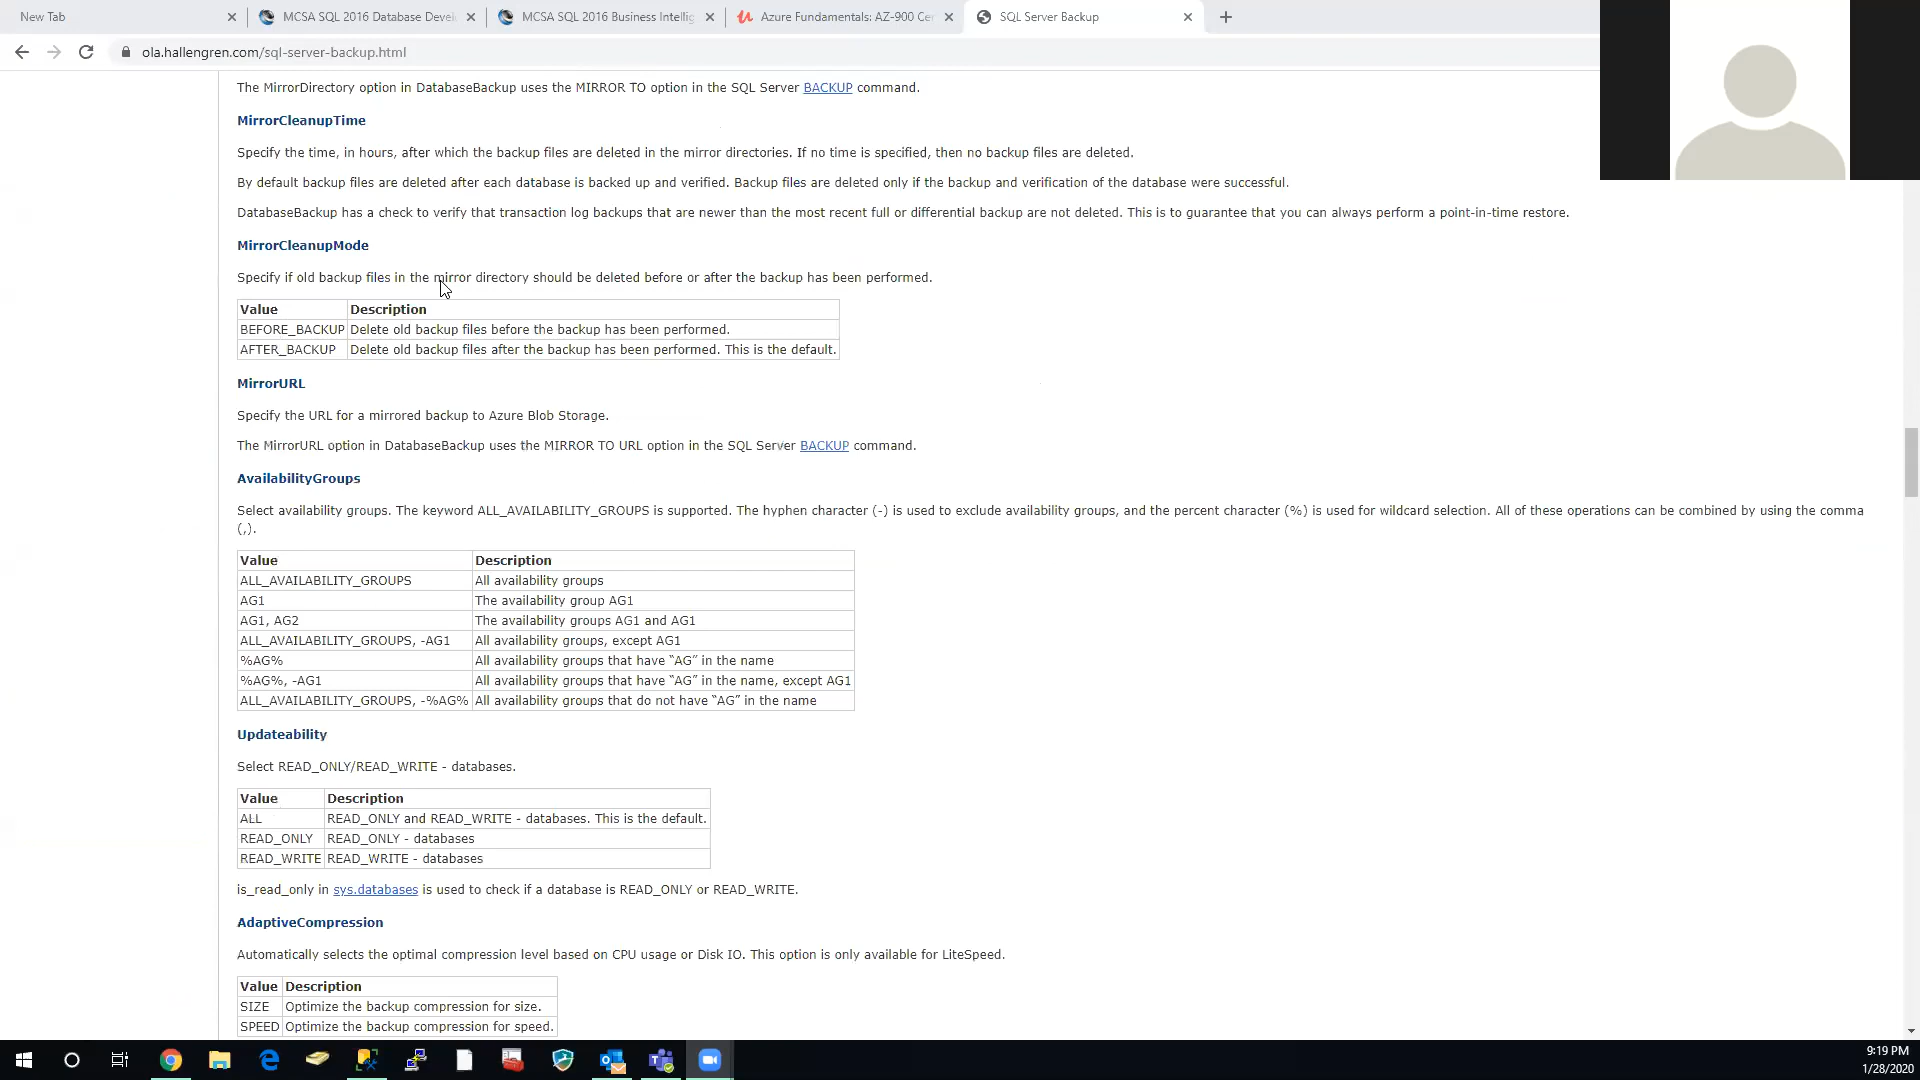 New Tab
MCSA SQL 2016 Database Devel
MCSA SQL 2016 Business Intellig
Azure Fundamentals: AZ-900 Cer
SQL Server Backup
ola.hallengren.com/sql-server-backup.html
The MirrorDirectory option in DatabaseBackup uses the MIRROR TO option in the SQL Server BACKUP command.
MirrorCleanupTime
Specify the time, in hours, after which the backup files are deleted in the mirror directories. If no time is specified, then no backup files are deleted.
By default backup files are deleted after each database is backed up and verified. Backup files are deleted only if the backup and verification of the database were successful.
DatabaseBackup has a check to verify that transaction log backups that are newer than the most recent full or differential backup are not deleted. This is to guarantee that you can always perform a point-in-time restore.
MirrorCleanupMode
Specify if old backup files in the mirror directory should be deleted before or after the backup has been performed.
Value Description
BEFORE_BACKUP Delete old backup files before the backup has been performed.
AFTER_BACKUP Delete old backup files after the backup has been performed. This is the default.
MirrorURL
Specify the URL for a mirrored backup to Azure Blob Storage.
The MirrorURL option in DatabaseBackup uses the MIRROR TO URL option in the SQL Server BACKUP command.
AvailabilityGroups
Select availability groups. The keyword ALL_AVAILABILITY_GROUPS is supported. The hyphen character (-) is used to exclude availability groups, and the percent character (%) is used for wildcard selection. All of these operations can be combined by using the comma
(,).
Value Description
ALL_AVAILABILITY_GROUPS All availability groups
AG1 The availability group AG1
AG1, AG2 The availability groups AG1 and AG1
ALL_AVAILABILITY_GROUPS, -AG1 All availability groups, except AG1
%AG% All availability groups that have “AG” in the name
%AG%, -AG1 All availability groups that have “AG” in the name, except AG1
ALL_AVAILABILITY_GROUPS, -%AG% All availability groups that do not have “AG” in the name
Updateability
Select READ_ONLY/READ_WRITE - databases.
Value Description
ALL READ_ONLY and READ_WRITE - databases. This is the default.
READ_ONLY READ_ONLY - databases
READ_WRITE READ_WRITE - databases
is_read_only in sys.databases is used to check if a database is READ_ONLY or READ_WRITE.
AdaptiveCompression
Automatically selects the optimal compression level based on CPU usage or Disk IO. This option is only available for LiteSpeed.
Value Description
SIZE Optimize the backup compression for size.
SPEED Optimize the backup compression for speed.
9:19 PM
1/28/2020